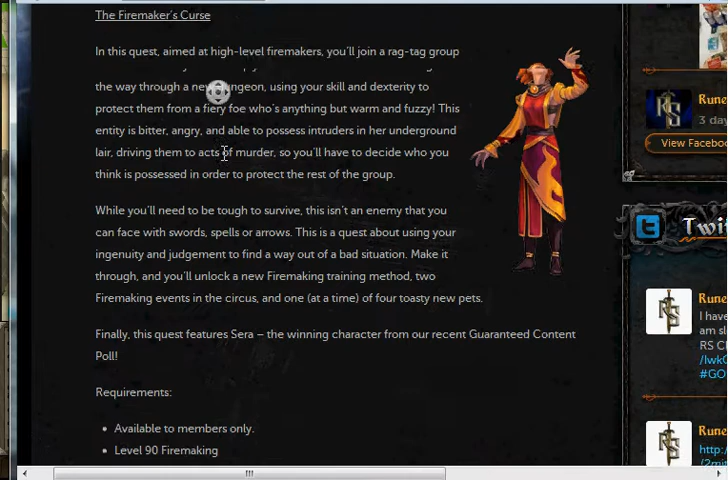 The Firemaker's Curse
In this quest, aimed at high-level firemakers, you'll join a rag-tag group
the way through a new dungeon, using your skill and dexterity to
protect them from a fiery foe who's anything but warm and fuzzy! This
entity is bitter, angry, and able to possess intruders in her underground
lair, driving them to acts of murder, so you'll have to decide who you
think is possessed in order to protect the rest of the group.
While you'll need to be tough to survive, this isn't an enemy that you
can face with swords, spells or arrows. This is a quest about using your
ingenuity and judgement to find a way out of a bad situation. Make it
through, and you'll unlock a new Firemaking training method, two
Firemaking events in the circus, and one (at a time) of four toasty new pets.
Finally, this quest features Sera – the winning character from our recent Guaranteed Content
Poll!
Requirements:
Available to members only.
Level 90 Firemaking
RS
Rune
3 day
View Facebo
Twit
RS
Rune
I have
am sl
RS Cl
/lwk
#GO
RS
Rune
http:/
/2mit